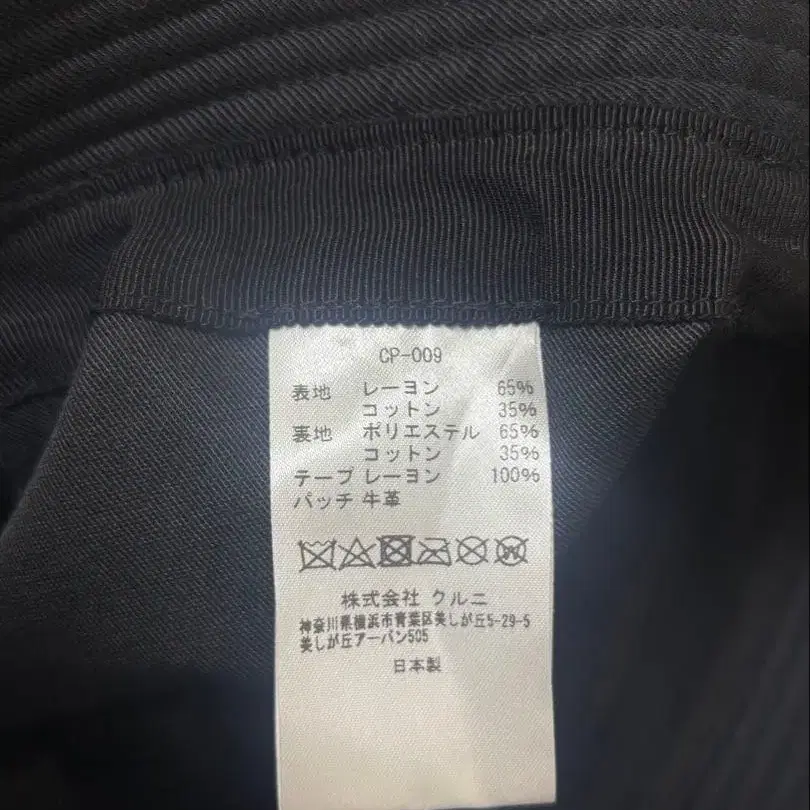 CP-009
表地 レーヨン 65%
コットン 35%
裏地 ポリエステル 65%
コットン 35%
テープ レーヨン 100%
パッチ 牛革
W
株式会社 クルニ
神奈川県横浜市青葉区美しが丘5-29-5
美しが丘アーバン505
日本製